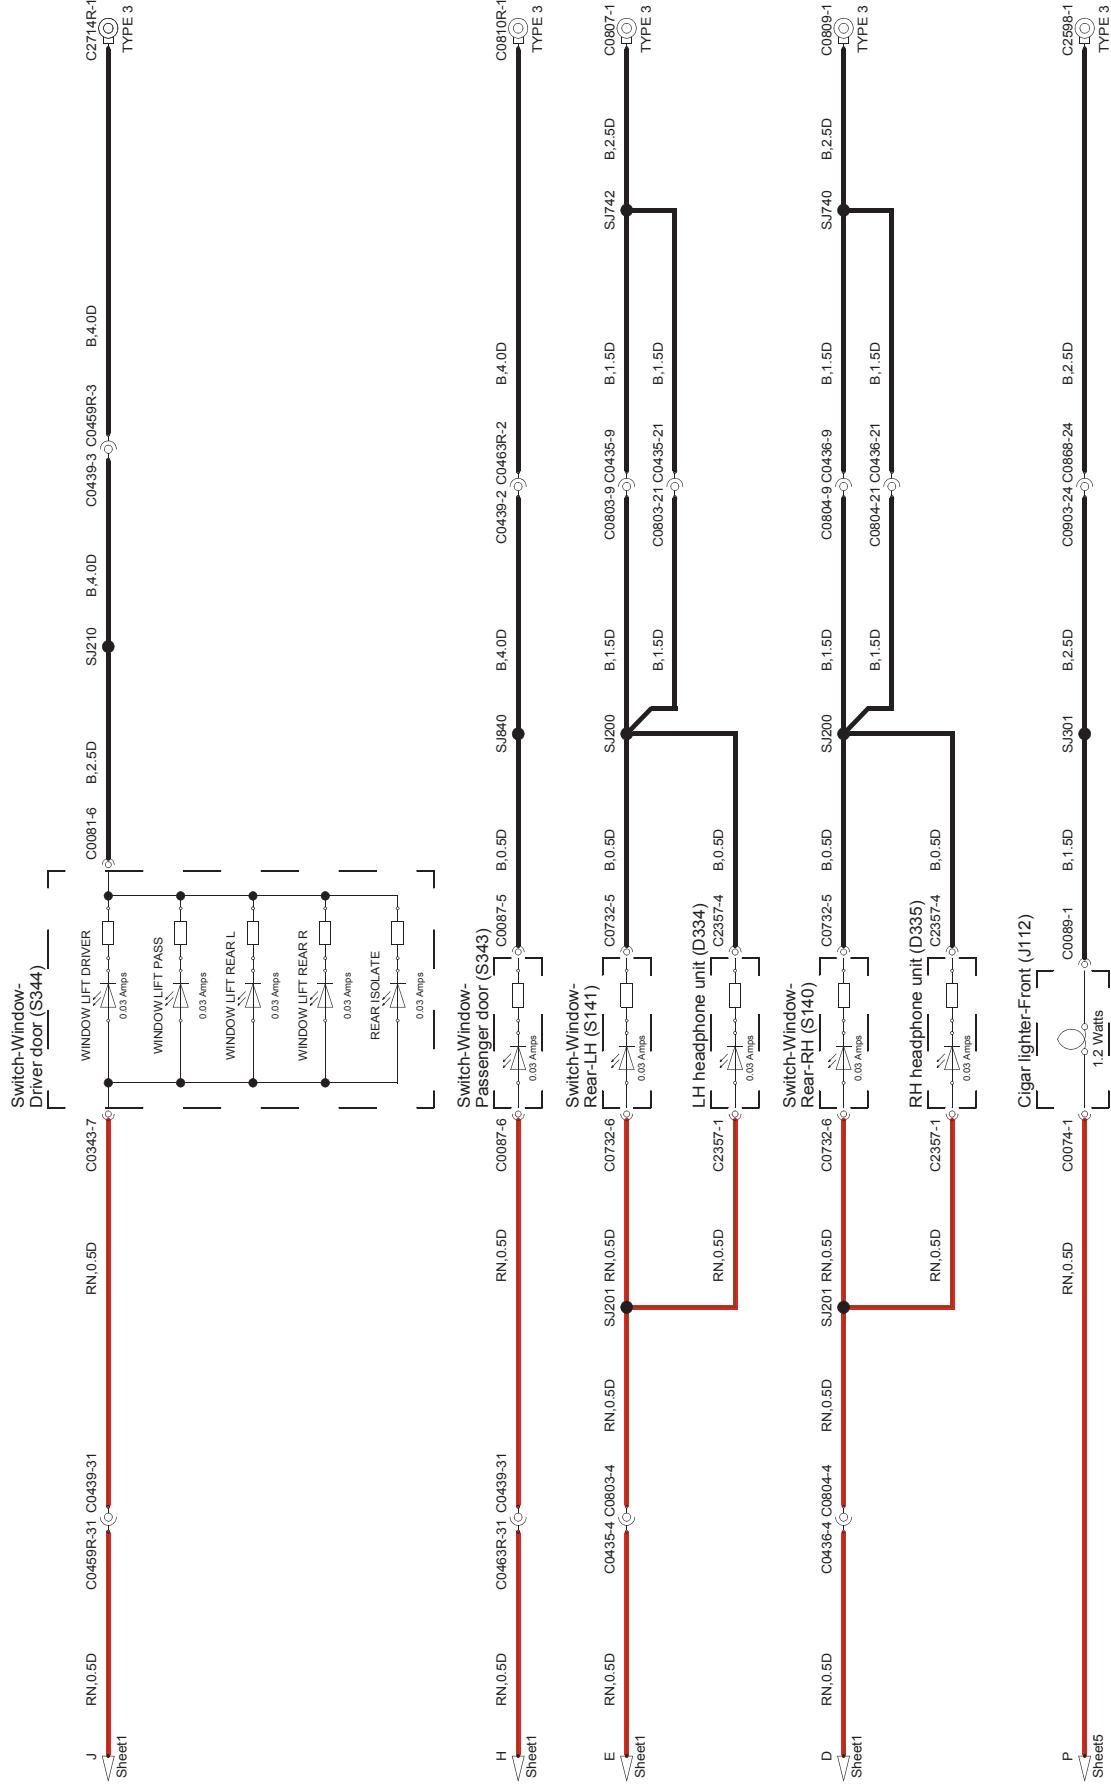 J
Sheet1
RN,0.5D
C0459R-31
C0439-31
RN,0.5D
C0343-7
Switch-Window-
Driver door (S344)
WINDOW LIFT DRIVER
0.03 Amps
WINDOW LIFT PASS
0.03 Amps
WINDOW LIFT REAR L
0.03 Amps
WINDOW LIFT REAR R
0.03 Amps
REAR ISOLATE
0.03 Amps
C0081-6
B,2.5D
SJ210
B,4.0D
C0439-3
C0459R-3
B,4.0D
C2714R-1
TYPE 3
H
Sheet1
RN,0.5D
C0463R-31
C0439-31
RN,0.5D
C0087-6
Switch-Window-
Passenger door (S343)
0.03 Amps
C0087-5
B,0.5D
SJ840
B,4.0D
C0439-2
C0463R-2
B,4.0D
C0810R-1
TYPE 3
E
Sheet1
RN,0.5D
C0435-4
C0803-4
RN,0.5D
SJ201
RN,0.5D
C0732-6
Switch-Window-
Rear-LH (S141)
0.03 Amps
C0732-5
B,0.5D
SJ200
B,1.5D
C0803-9
C0435-9
B,1.5D
SJ742
B,2.5D
C0807-1
TYPE 3
B,1.5D
C0803-21
C0435-21
B,1.5D
RN,0.5D
C2357-1
LH headphone unit (D334)
0.03 Amps
C2357-4
B,0.5D
D
Sheet1
RN,0.5D
C0436-4
C0804-4
RN,0.5D
SJ201
RN,0.5D
C0732-6
Switch-Window-
Rear-RH (S140)
0.03 Amps
C0732-5
B,0.5D
SJ200
B,1.5D
C0804-9
C0436-9
B,1.5D
SJ740
B,2.5D
C0809-1
TYPE 3
B,1.5D
C0804-21
C0436-21
B,1.5D
RN,0.5D
C2357-1
RH headphone unit (D335)
0.03 Amps
C2357-4
B,0.5D
P
Sheet5
RN,0.5D
C0074-1
Cigar lighter-Front (J112)
1.2 Watts
C0089-1
B,1.5D
SJ301
B,2.5D
C0903-24
C0868-24
B,2.5D
C2598-1
TYPE 3